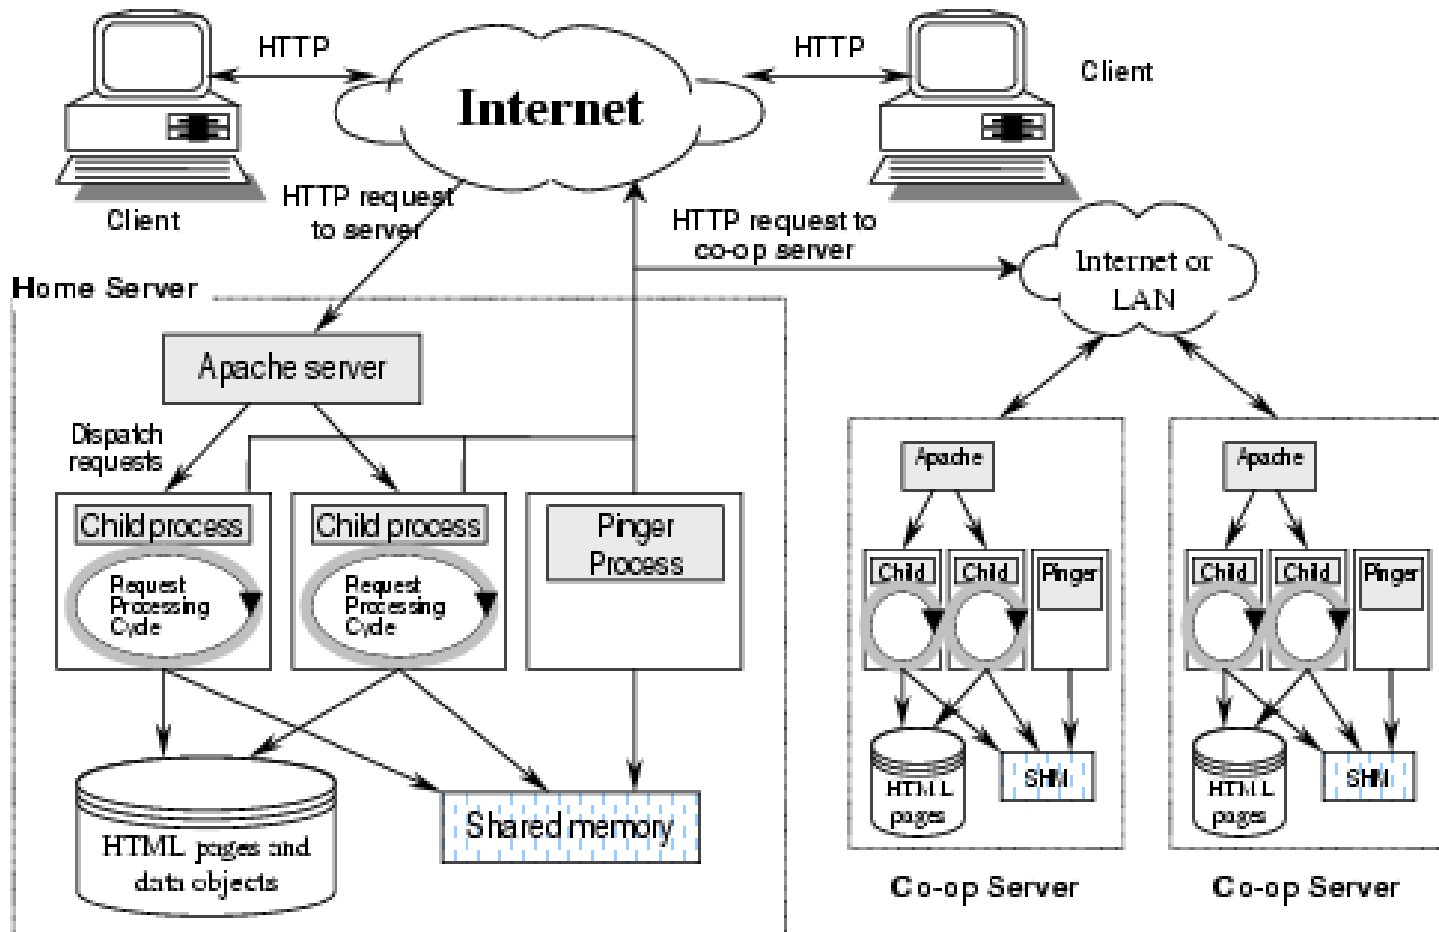 HTTP
HTTP
Client
Internet
Client
HTTP request
to server
HTTP request to
co-op server
Internet or
LAN
Home Server
Apache server
Dispatch
requests
Child process
Child process
Pinger
Process
Request
Processing
Cycle
Request
Processing
Cycle
HTML pages and
data objects
Shared memory
Apache
Child
Child
Pinger
HTML
pages
SHM
Co-op Server
Apache
Child
Child
Pinger
HTML
pages
SHM
Co-op Server